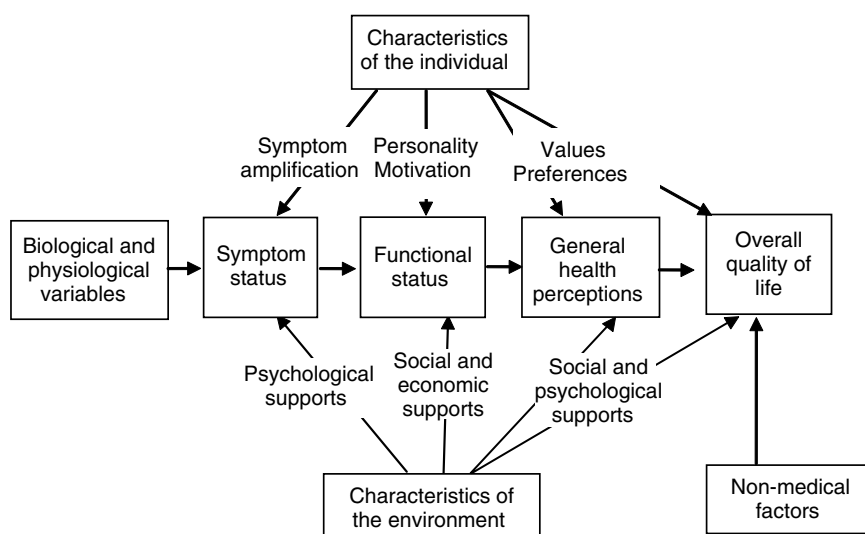 Characteristics
of the individual
Symptom
amplification
Personality
Motivation
Values
Preferences
Biological and
physiological
variables
Symptom
status
Functional
status
General
health
perceptions
Overall
quality of
life
Psychological
supports
Social and
economic
supports
Social and
psychological
supports
Characteristics of
the environment
Non-medical
factors